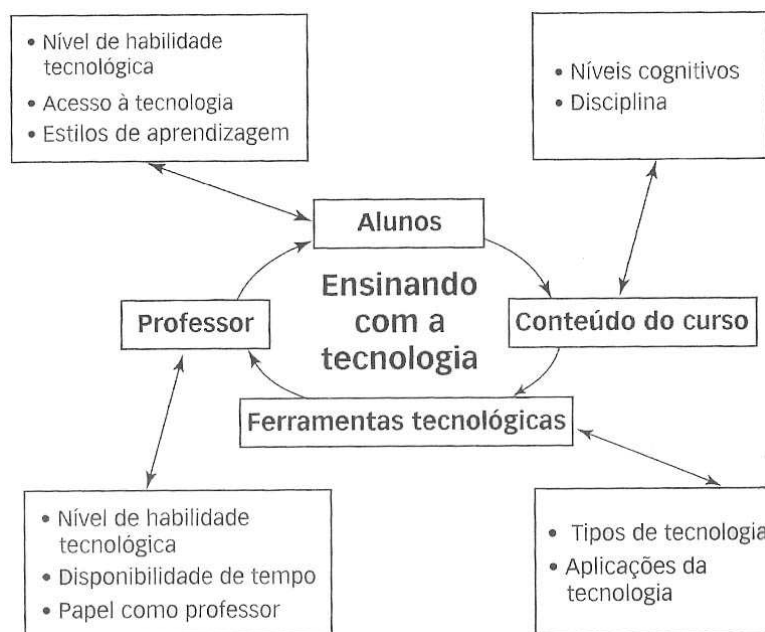 • Nível de habilidade
tecnológica
• Acesso à tecnologia
• Estilos de aprendizagem
• Níveis cognitivos
• Disciplina
Alunos
Ensinando
com a
tecnologia
Professor
Conteúdo do curso
Ferramentas tecnológicas
• Nível de habilidade
tecnológica
• Disponibilidade de tempo
• Papel como professor
• Tipos de tecnologia
• Aplicações da
tecnologia